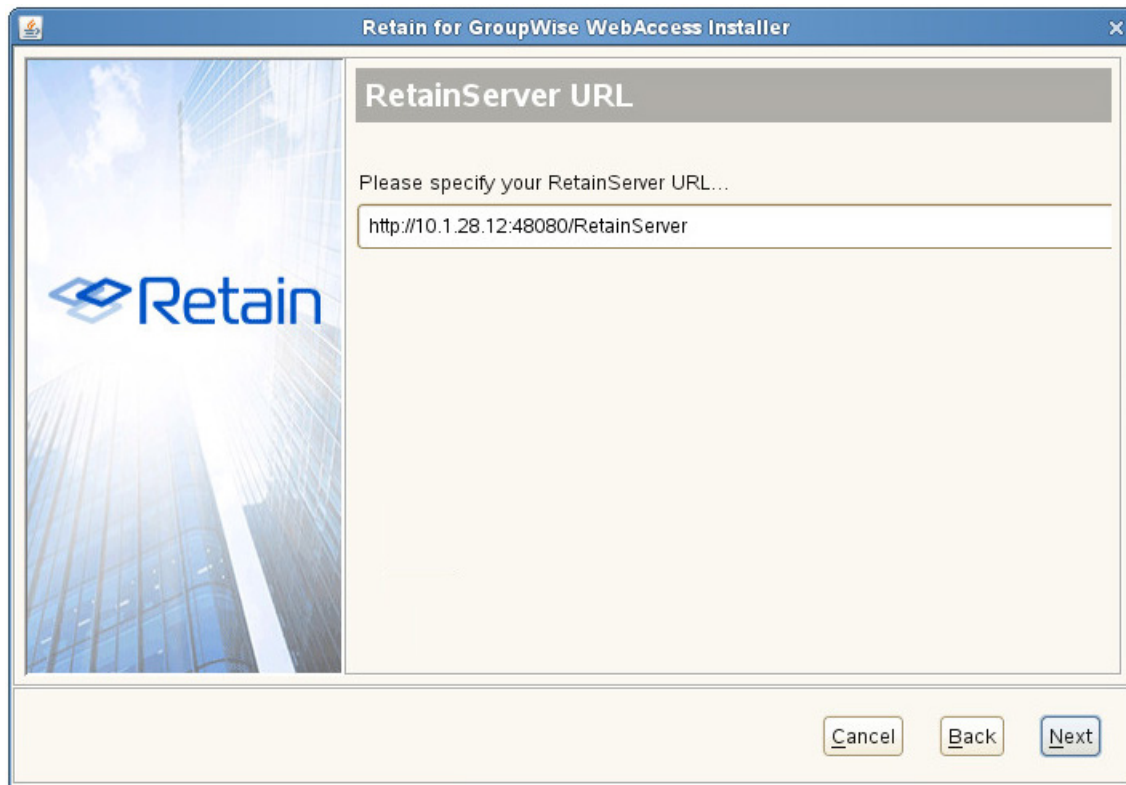 Retain for GroupWise WebAccess Installer
RetainServer URL
Please specify your RetainServer URL...
http://10.1.28.12:48080/RetainServer
Retain
Cancel
Back
Next